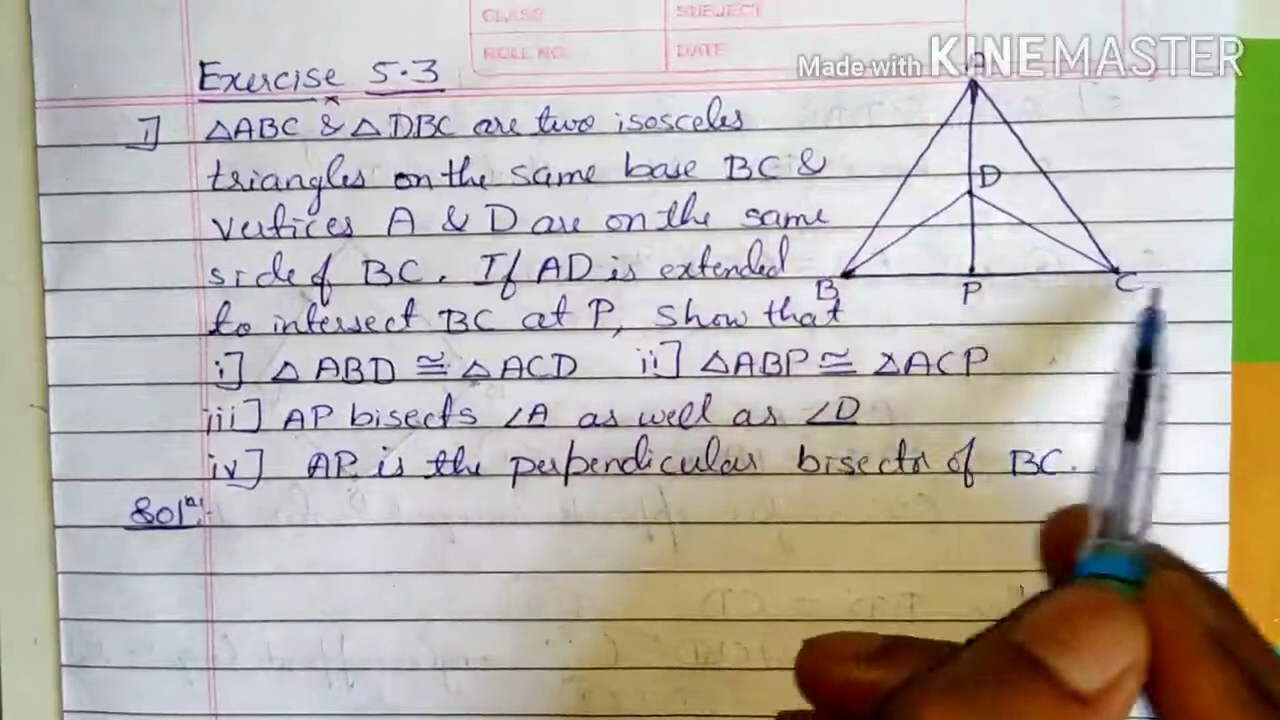 CLASS SUBJECT
ROLL NO. DATE
Made with KINEMASTER
Exercise 5.3
1] △ABC & △DBC are two isosceles
triangles on the same base BC &
vertices A & D are on the same
side of BC. If AD is extended
to intersect BC at P, show that
i] △ABD ≅ △ACD ii] △ABP ≅ △ACP
iii] AP bisects ∠A as well as ∠D
iv] AP is the perpendicular bisector of BC.
Solⁿ:-
A
D
B P C